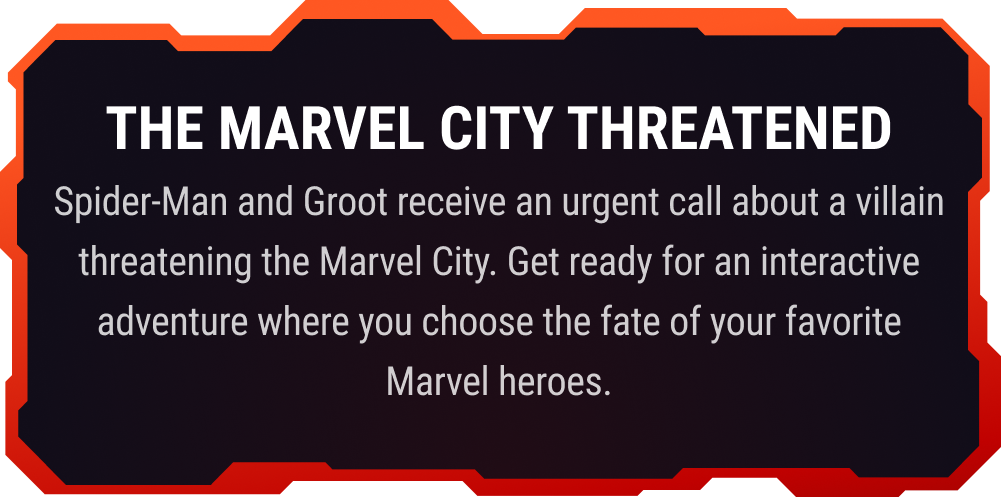 THE MARVEL CITY THREATENED
Spider-Man and Groot receive an urgent call about a villain
threatening the Marvel City. Get ready for an interactive
adventure where you choose the fate of your favorite
Marvel heroes.